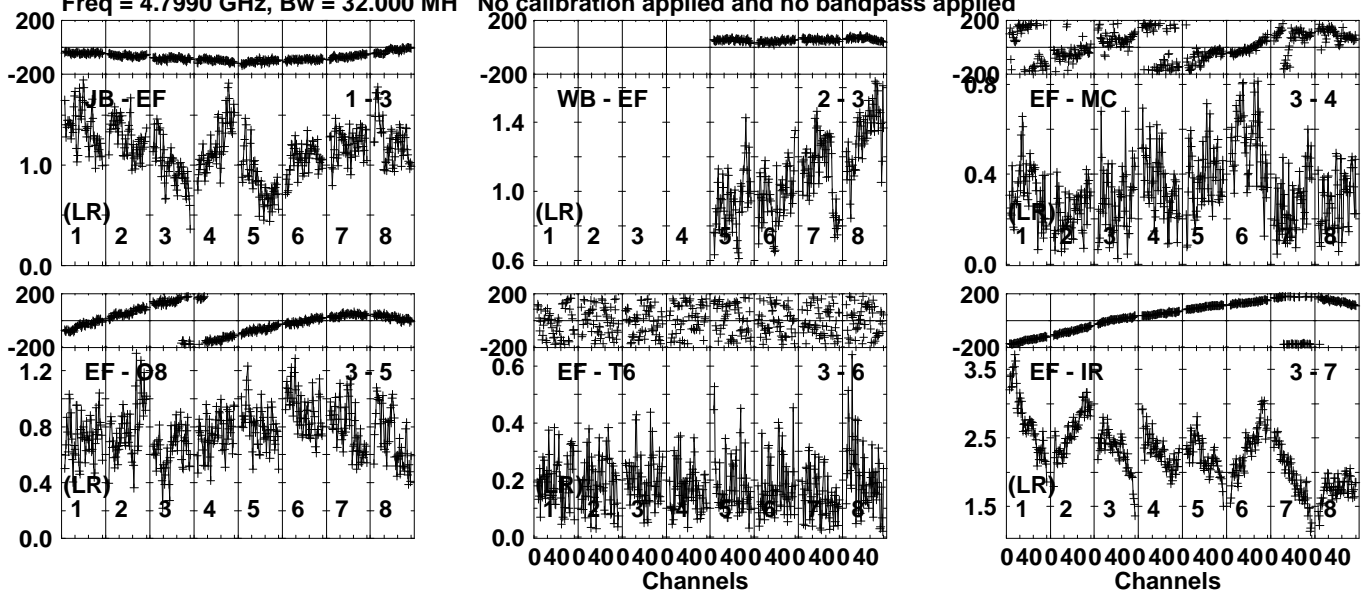 Freq = 4.7990 GHz, Bw = 32.000 MH No calibration applied and no bandpass applied
200
-200
JB - EF 1 - 3
1.0
(LR)
1 2 3 4 5 6 7 8
0.0
200
-200
WB - EF 2 - 3
1.4
1.0
(LR)
1 2 3 4 5 6 7 8
0.6
200
-200
0.8
EF - MC 3 - 4
0.4
(LR)
1 2 3 4 5 6 7 8
0.0
200
-200
1.2
EF - O8 3 - 5
0.8
0.4
(LR)
1 2 3 4 5 6 7 8
0.0
200
-200
0.6
EF - T6 3 - 6
0.4
0.2
(LR)
1 2 3 4 5 6 7 8
0.0
0 40 0 40 0 40 0 40 0 40 0 40 0 40 0 40
Channels
200
-200
3.5
EF - IR 3 - 7
2.5
1.5
(LR)
1 2 3 4 5 6 7 8
0 40 0 40 0 40 0 40 0 40 0 40 0 40 0 40
Channels